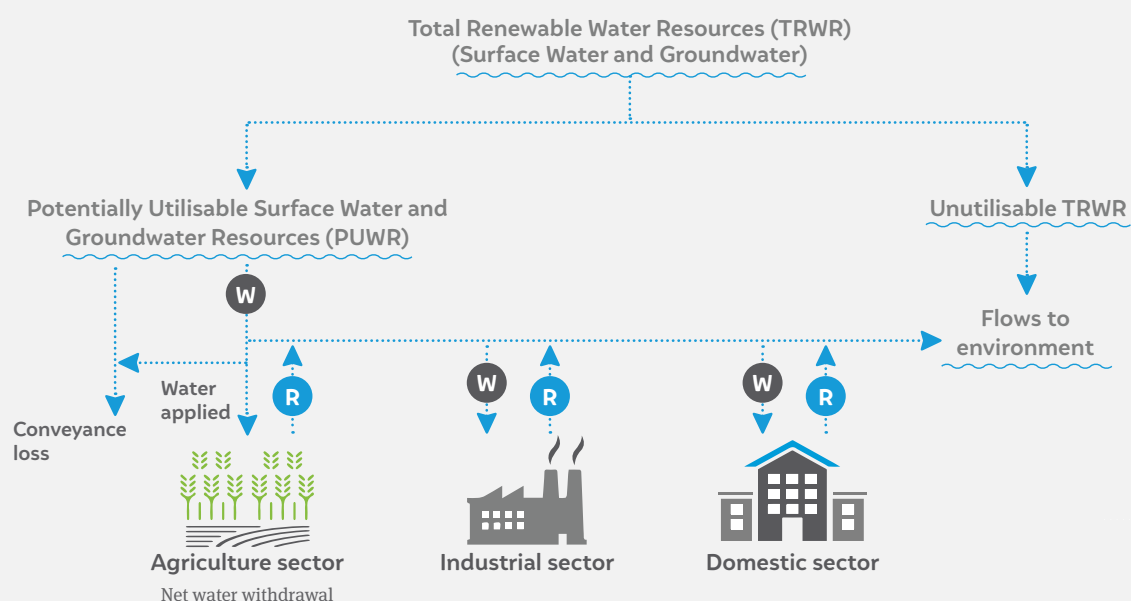 Total Renewable Water Resources (TRWR)
(Surface Water and Groundwater)
Potentially Utilisable Surface Water and
Groundwater Resources (PUWR)
Unutilisable TRWR
W
Flows to
environment
Water
applied
R
W
R
W
R
Conveyance
loss
Agriculture sector
Industrial sector
Domestic sector
Net water withdrawal